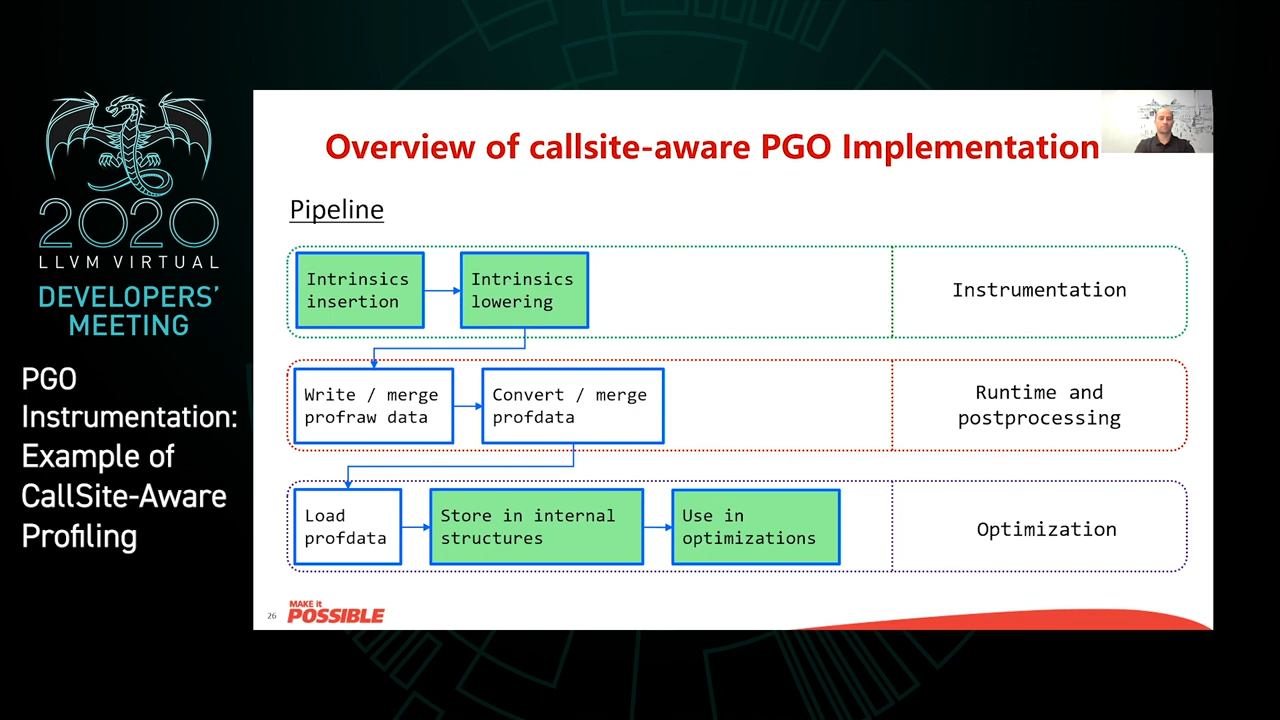 2020
LLVM VIRTUAL
DEVELOPERS'
MEETING
PGO
Instrumentation:
Example of
CallSite-Aware
Profiling
Overview of callsite-aware PGO Implementation
Pipeline
Intrinsics
insertion
Intrinsics
lowering
Instrumentation
Write / merge
profraw data
Convert / merge
profdata
Runtime and
postprocessing
Load
profdata
Store in internal
structures
Use in
optimizations
Optimization
26
MAKE it
POSSIBLE